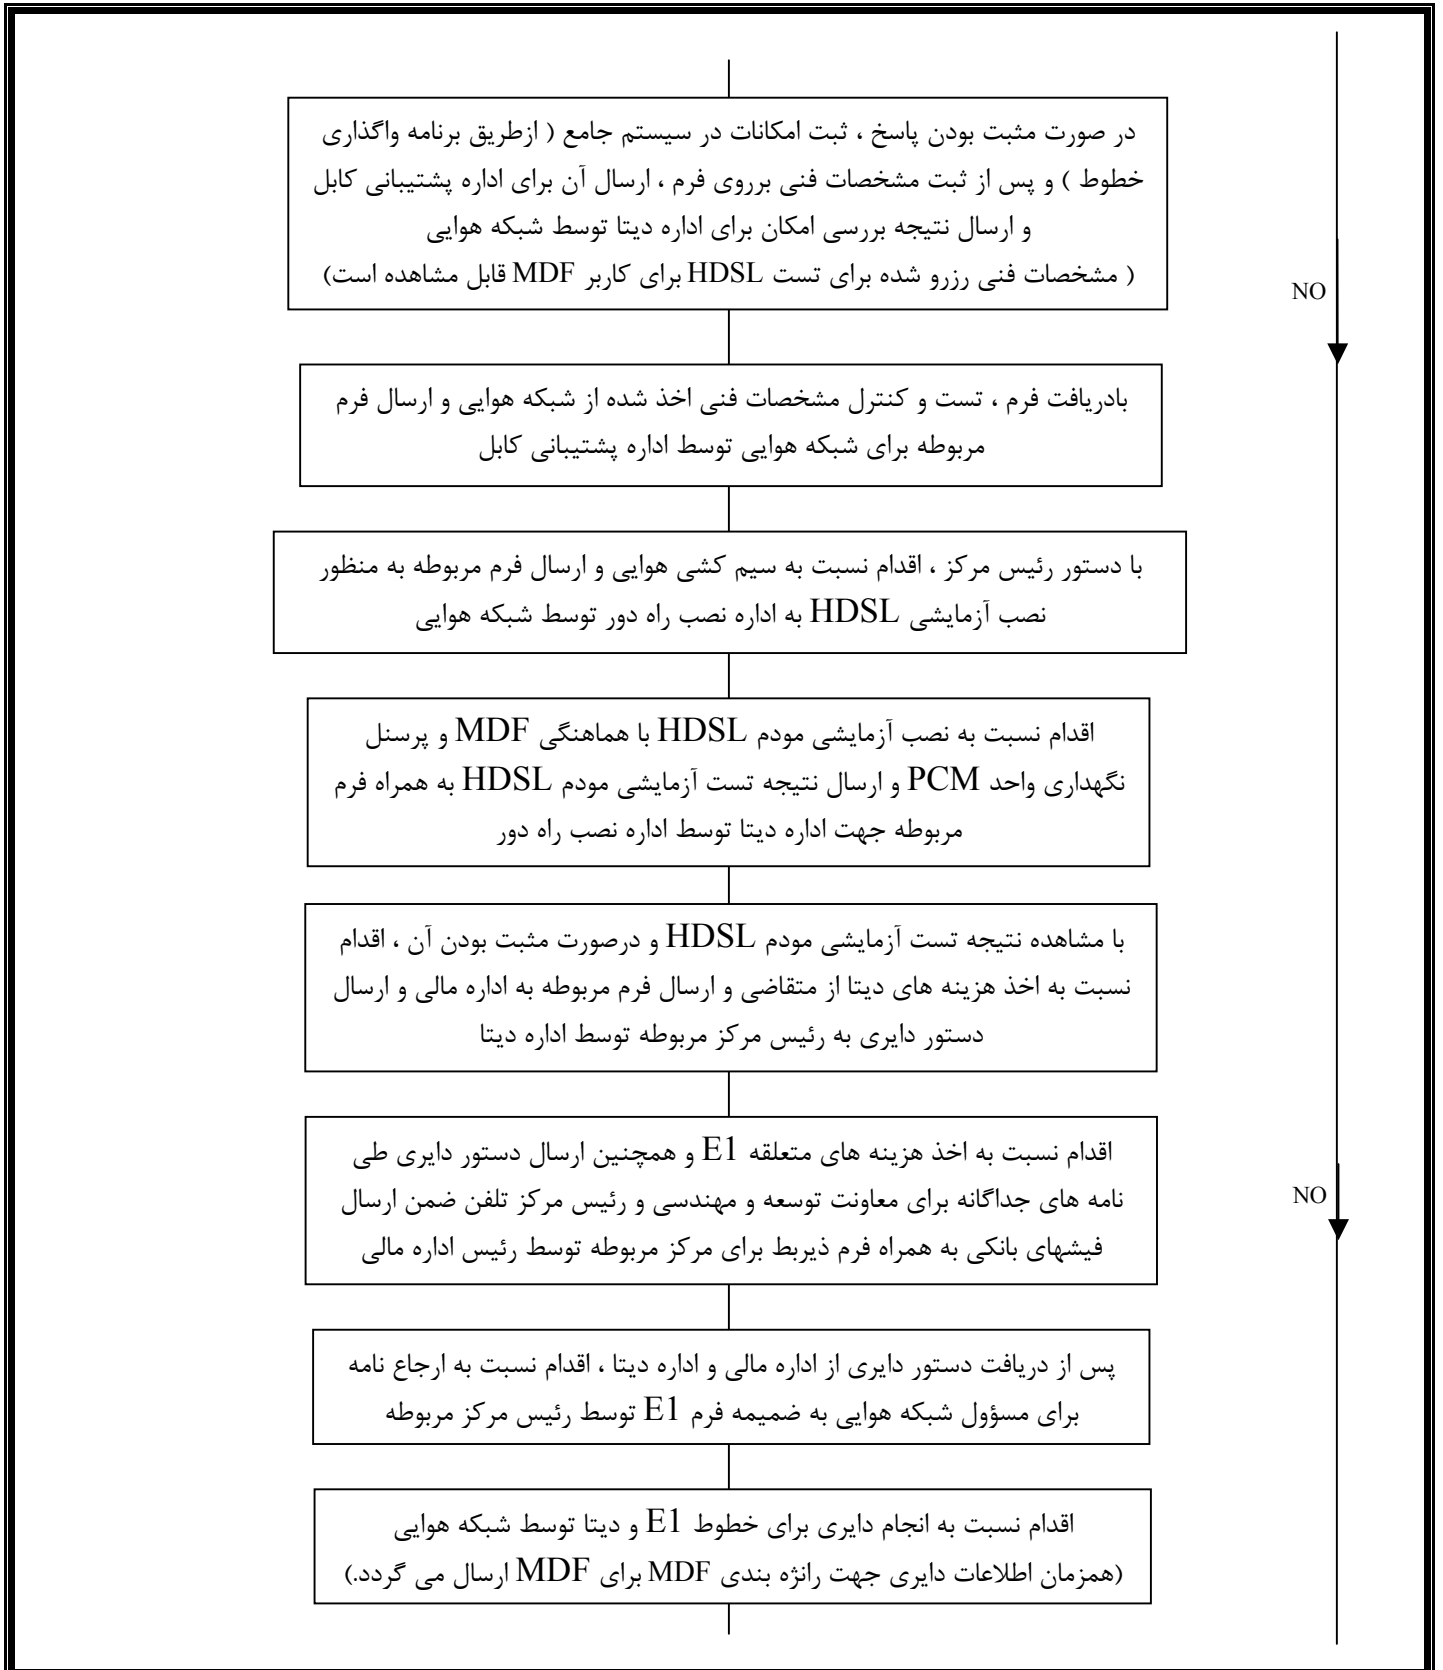 در صورت مثبت بودن پاسخ ، ثبت امکانات در سیستم جامع ( ازطریق برنامه واگذاری
خطوط ) و پس از ثبت مشخصات فنی برروی فرم ، ارسال آن برای اداره پشتیبانی کابل
و ارسال نتیجه بررسی امکان برای اداره دیتا توسط شبکه هوایی
( مشخصات فنی رزرو شده برای تست HDSL برای کاربر MDF قابل مشاهده است)
NO
بادریافت فرم ، تست و کنترل مشخصات فنی اخذ شده از شبکه هوایی و ارسال فرم
مربوطه برای شبکه هوایی توسط اداره پشتیبانی کابل
با دستور رئیس مرکز ، اقدام نسبت به سیم کشی هوایی و ارسال فرم مربوطه به منظور
نصب آزمایشی HDSL به اداره نصب راه دور توسط شبکه هوایی
اقدام نسبت به نصب آزمایشی مودم HDSL با هماهنگی MDF و پرسنل
نگهداری واحد PCM و ارسال نتیجه تست آزمایشی مودم HDSL به همراه فرم
مربوطه جهت اداره دیتا توسط اداره نصب راه دور
با مشاهده نتیجه تست آزمایشی مودم HDSL و درصورت مثبت بودن آن ، اقدام
نسبت به اخذ هزینه های دیتا از متقاضی و ارسال فرم مربوطه به اداره مالی و ارسال
دستور دایری به رئیس مرکز مربوطه توسط اداره دیتا
اقدام نسبت به اخذ هزینه های متعلقه E1 و همچنین ارسال دستور دایری طی
نامه های جداگانه برای معاونت توسعه و مهندسی و رئیس مرکز تلفن ضمن ارسال
فیشهای بانکی به همراه فرم ذیربط برای مرکز مربوطه توسط رئیس اداره مالی
NO
پس از دریافت دستور دایری از اداره مالی و اداره دیتا ، اقدام نسبت به ارجاع نامه
برای مسؤول شبکه هوایی به ضمیمه فرم E1 توسط رئیس مرکز مربوطه
اقدام نسبت به انجام دایری برای خطوط E1 و دیتا توسط شبکه هوایی
(همزمان اطلاعات دایری جهت رانژه بندی MDF برای MDF ارسال می گردد.)